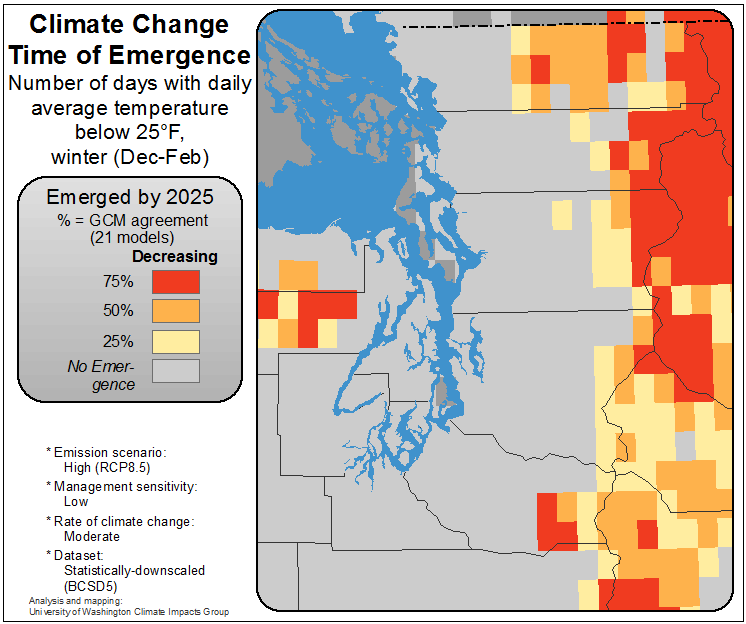 Climate Change
Time of Emergence
Number of days with daily
average temperature
below 25°F,
winter (Dec-Feb)
Emerged by 2025
% = GCM agreement
(21 models)
Decreasing
75%
50%
25%
No Emer-
gence
* Emission scenario:
High (RCP8.5)
* Management sensitivity:
Low
* Rate of climate change:
Moderate
* Dataset:
Statistically-downscaled
(BCSD5)
Analysis and mapping:
University of Washington Climate Impacts Group